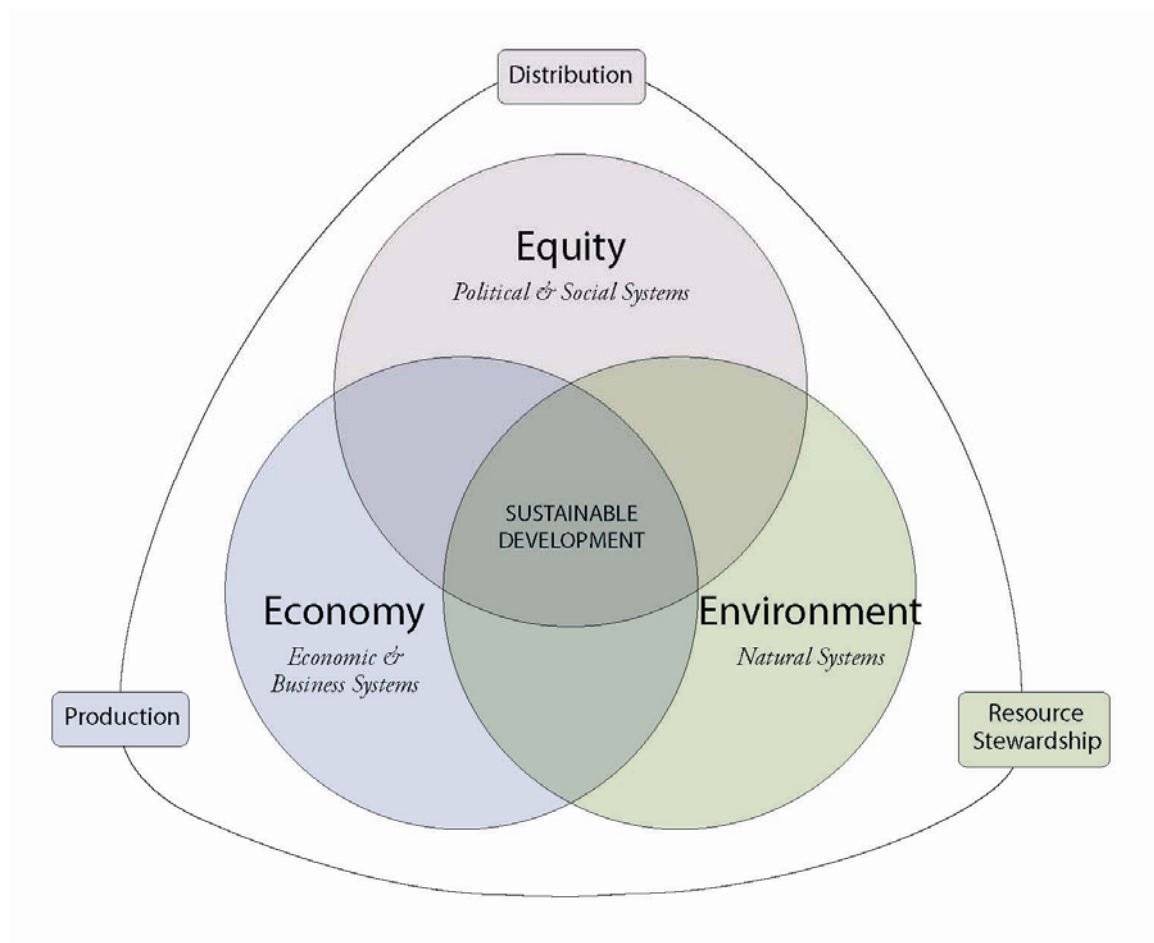 Distribution
Equity
Political & Social Systems
SUSTAINABLE
DEVELOPMENT
Economy
Economic &
Business Systems
Environment
Natural Systems
Production
Resource
Stewardship